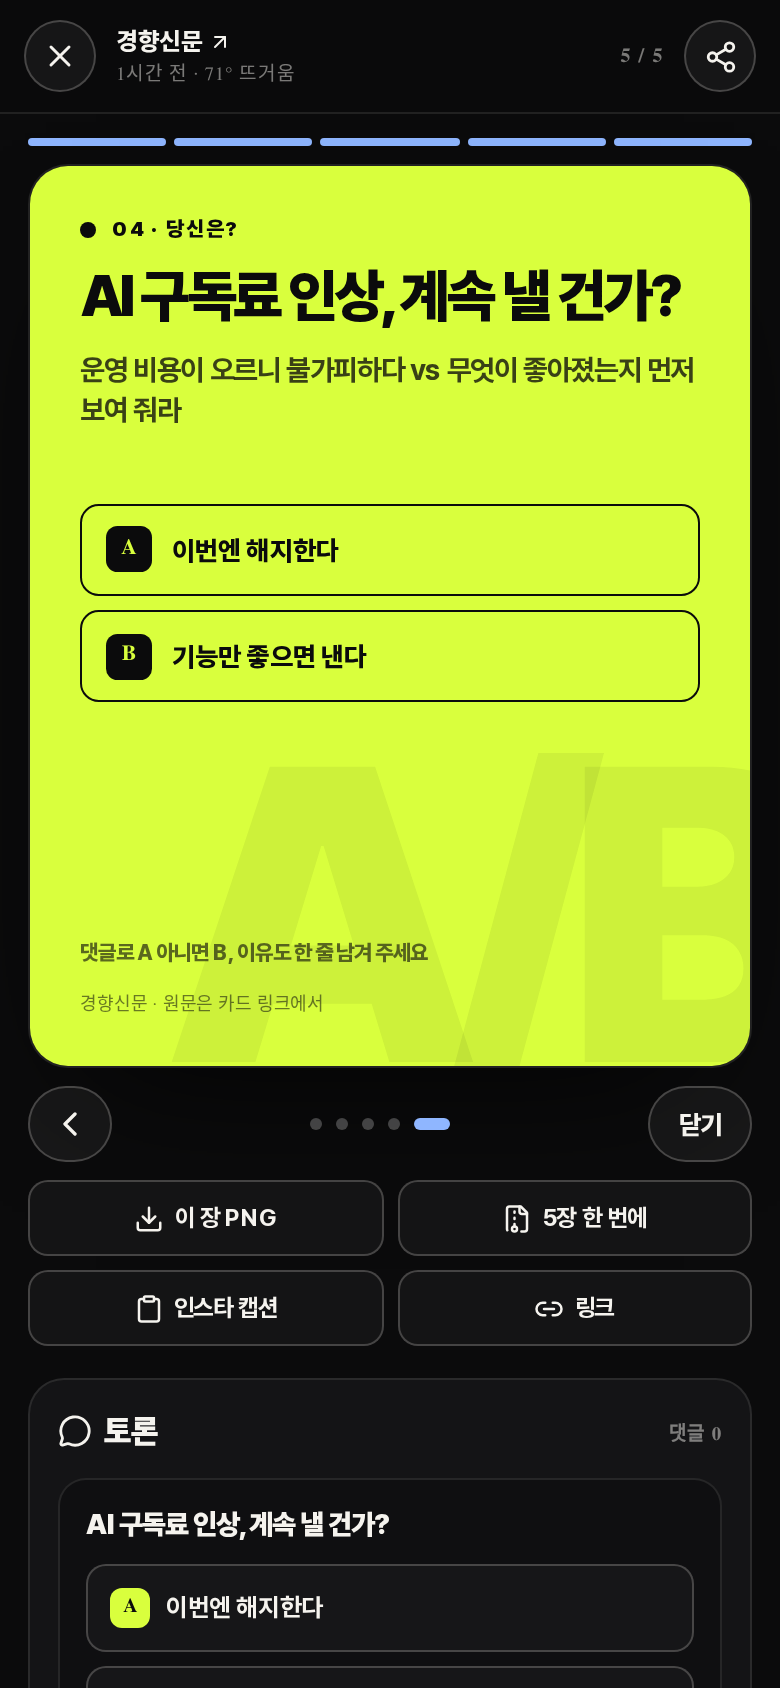 경향신문
1시간 전 · 71° 뜨거움
5 / 5
04 · 당신은?
AI 구독료 인상, 계속 낼 건가?
운영 비용이 오르니 불가피하다 vs 무엇이 좋아졌는지 먼저
보여 줘라
A 이번엔 해지한다
B 기능만 좋으면 낸다
A/B
댓글로 A 아니면 B, 이유도 한 줄 남겨 주세요
경향신문 · 원문은 카드 링크에서
닫기
이 장 PNG
5장 한 번에
인스타 캡션
링크
토론
댓글 0
AI 구독료 인상, 계속 낼 건가?
A 이번엔 해지한다